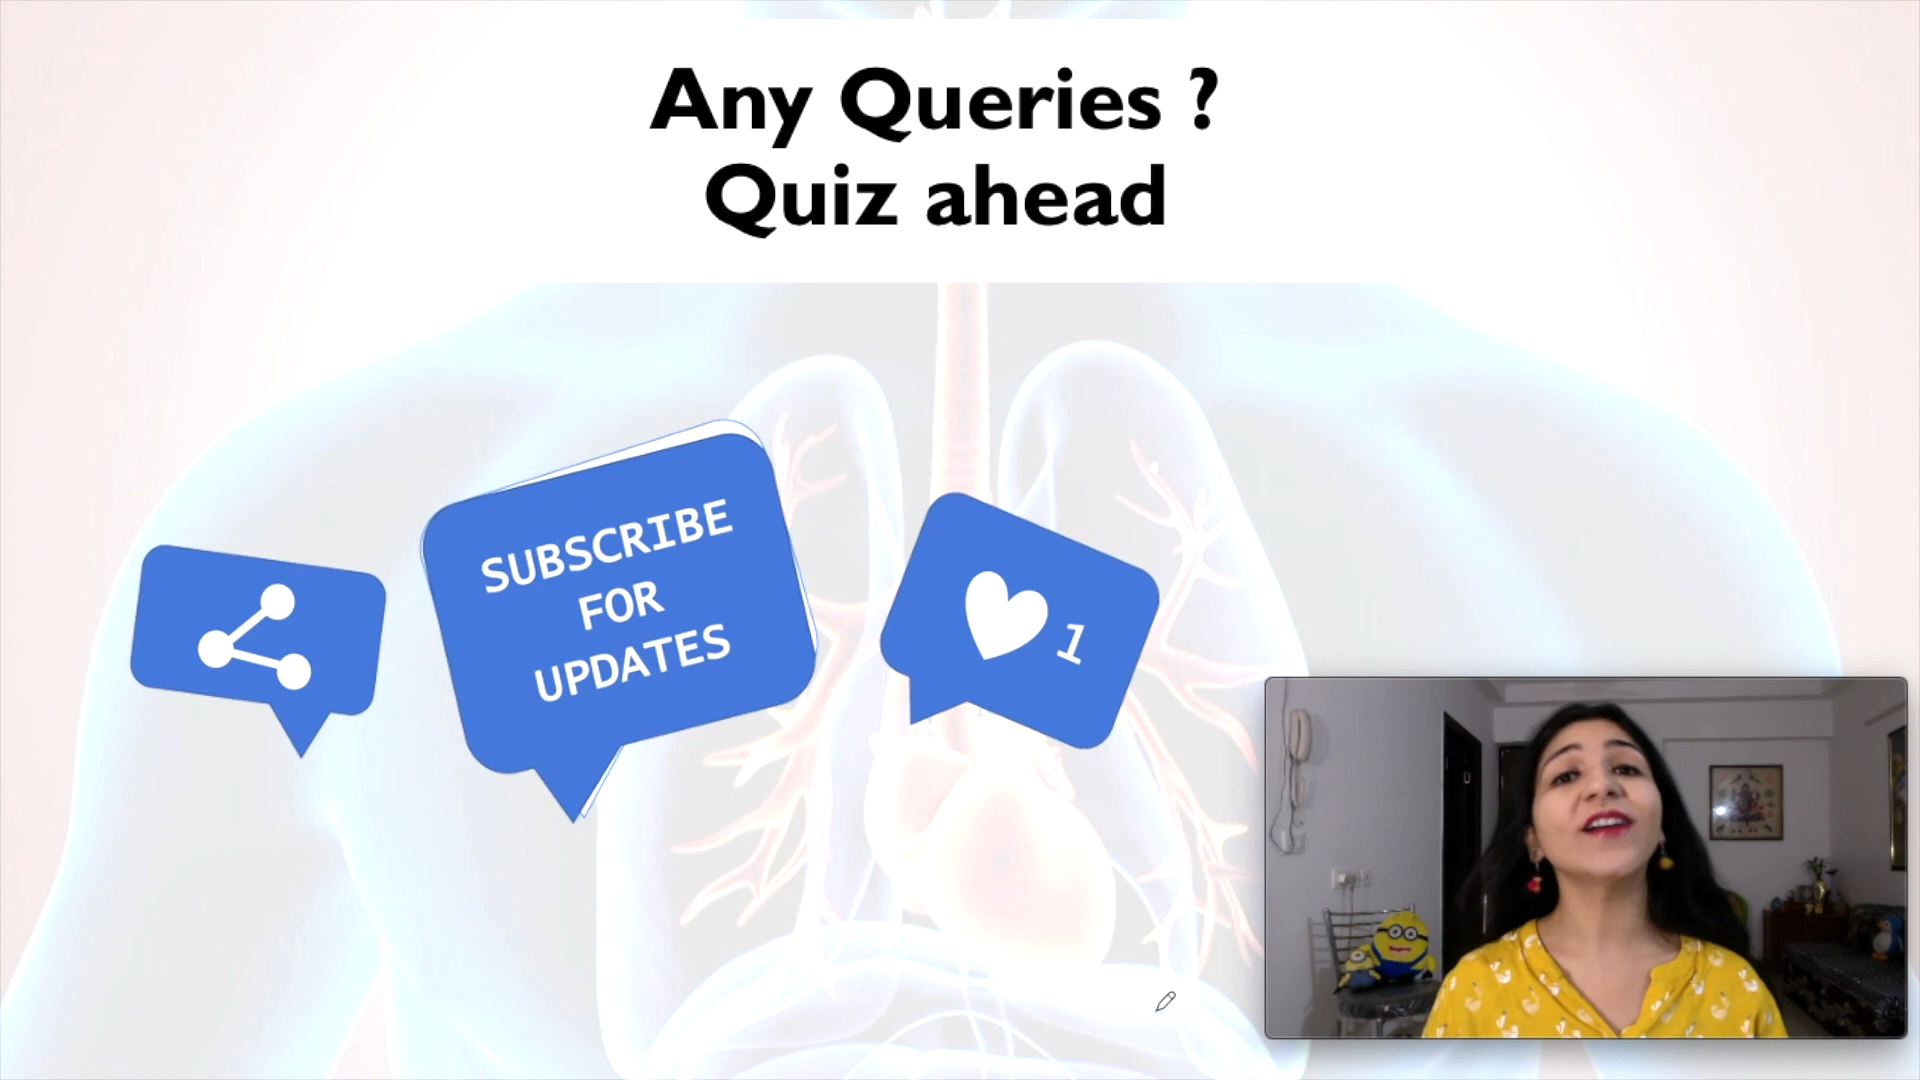 Any Queries ?
Quiz ahead
SUBSCRIBE
FOR
UPDATES
1